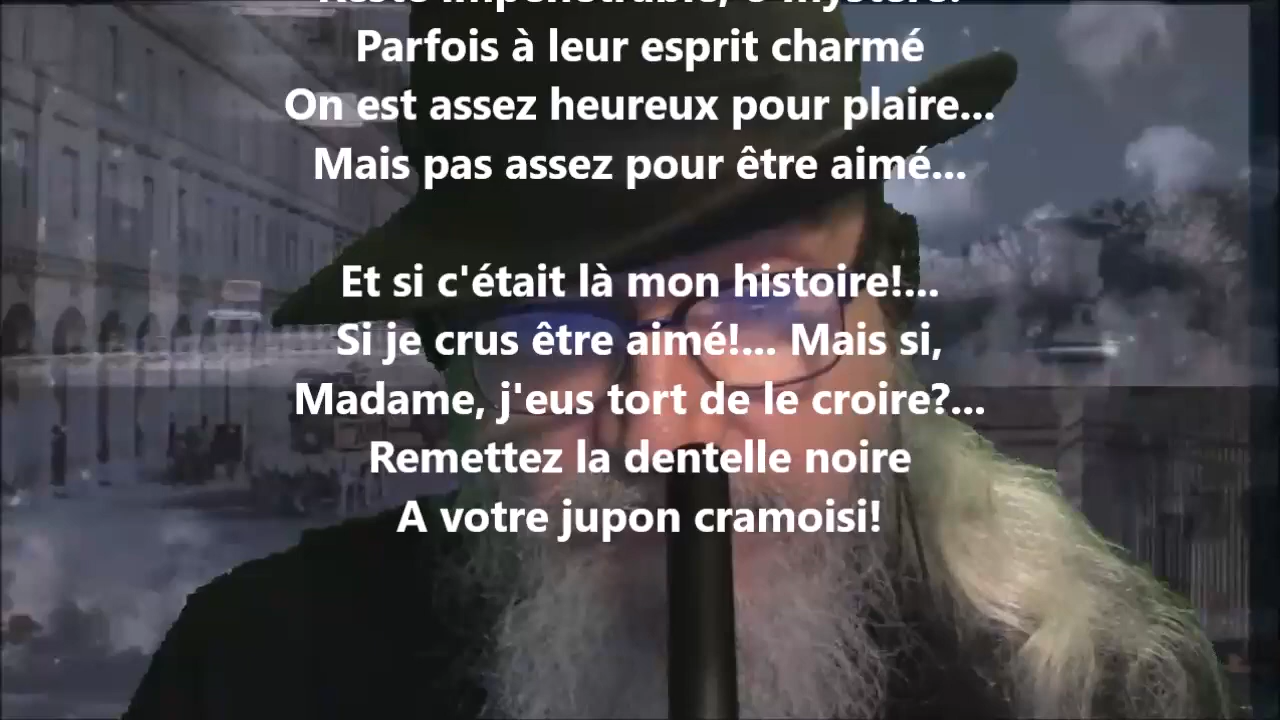 Parfois à leur esprit charmé
On est assez heureux pour plaire...
Mais pas assez pour être aimé...
Et si c'était là mon histoire!...
Si je crus être aimé!... Mais si,
Madame, j'eus tort de le croire?...
Remettez la dentelle noire
A votre jupon cramoisi!